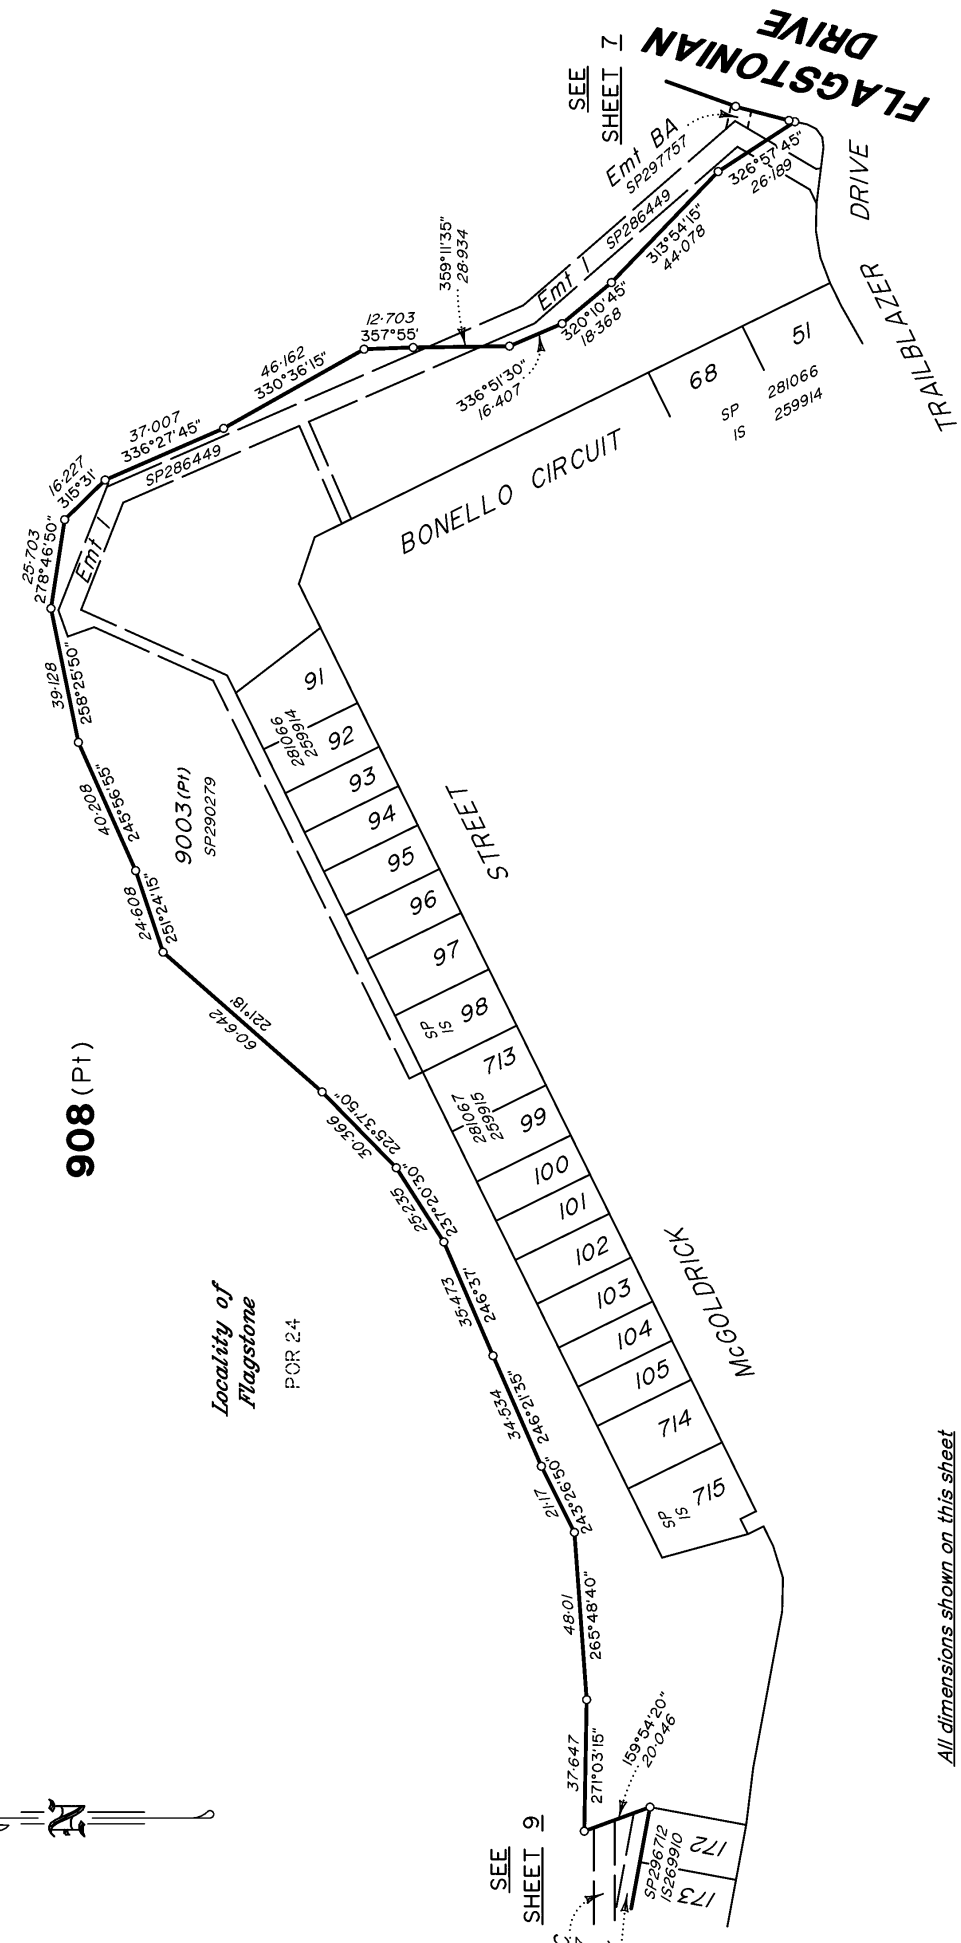 FLAGSTONIAN
DRIVE
SEE
SHEET 7
Emt BA
SP297757
326°57'45"
26·189
DRIVE
TRAILBLAZER
Emt I
SP286449
313°54'15"
44·078
320°10'45"
18·368
336°51'30"
16·407
359°11'35"
28·934
12·703
357°55'
46·162
330°36'15"
37·007
336°27'45"
SP286449
Emt I
16·227
315°31'
25·703
278°46'50"
39·128
258°25'50"
40·208
245°56'55"
24·608
251°24'15"
60·642
221°18'
30·366
225°37'50"
25·235
237°20'30"
35·473
246°37'
34·534
246°21'35"
21·17
243°26'50"
48·01
265°48'40"
37·647
271°03'15"
159°54'20"
20·046
SEE
SHEET 9
SP296712
IS269910
172
173
51
68
SP 281066
IS 259914
BONELLO CIRCUIT
91
281066
259914
92
93
94
95
96
97
98
SP
IS
713
281067
259915
99
100
101
102
103
104
105
714
715
SP
IS
McGOLDRICK STREET
9003(Pt)
SP290279
908(Pt)
Locality of
Flagstone
POR 24
N
All dimensions shown on this sheet